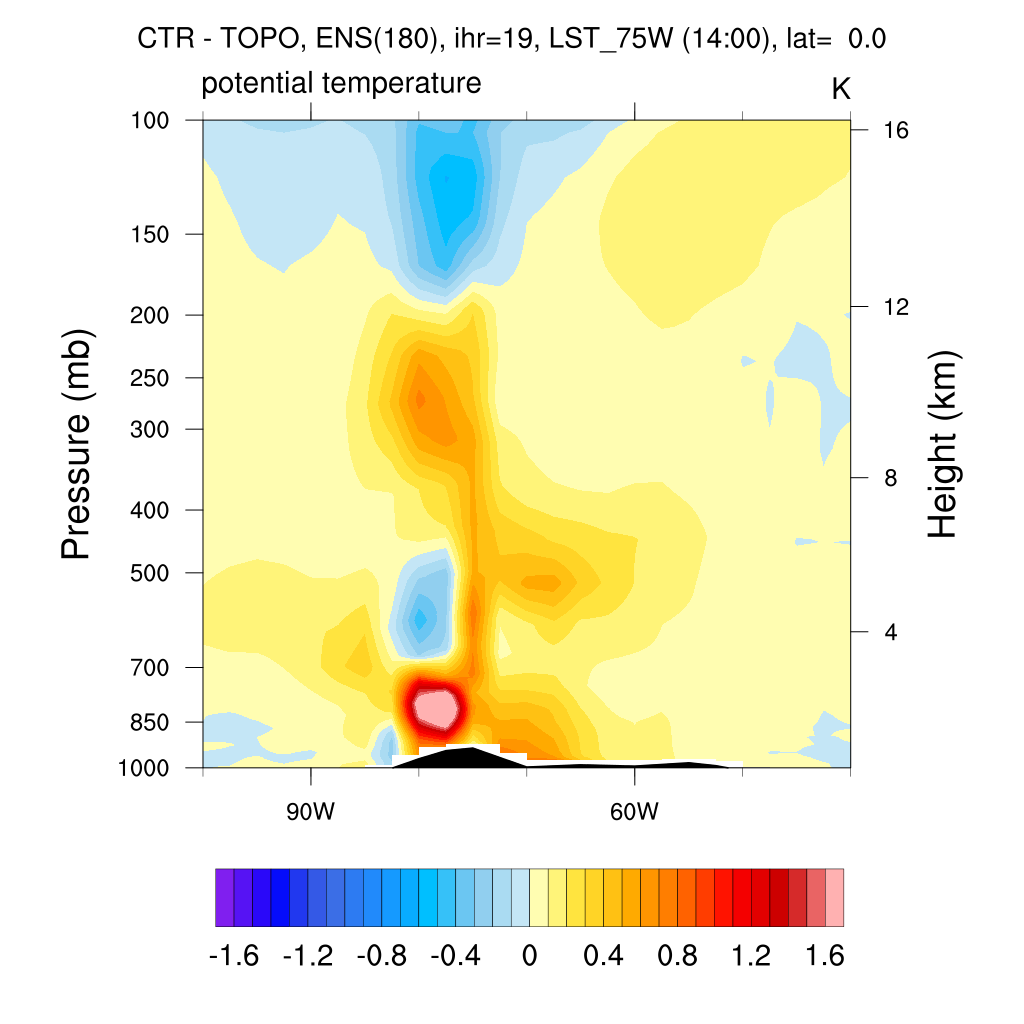 CTR - TOPO, ENS(180), ihr=19, LST_75W (14:00), lat=  0.0
potential temperature K
100
150
200
250
300
400
500
700
850
1000
Pressure (mb)
16
12
8
4
Height (km)
90W 60W
-1.6 -1.2 -0.8 -0.4 0 0.4 0.8 1.2 1.6